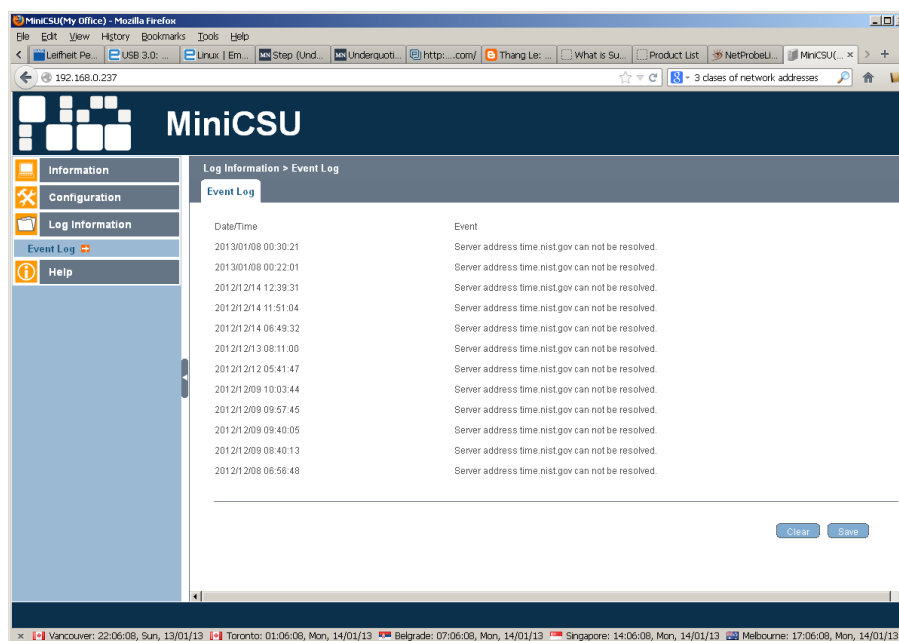 MiniCSU(My Office) - Mozilla Firefox
File Edit View History Bookmarks Tools Help
Leifheit Pe... USB 3.0: ... Linux | Em... Step (Und... Underquoti... http:...com/ Thang Le: ... What is Su... Product List NetProbeLi... MiniCSU(...
192.168.0.237
3 clases of network addresses
MiniCSU
Information
Configuration
Log Information
Event Log
Help
Log Information > Event Log
Event Log
Date/Time Event
2013/01/08 00:30:21 Server address time.nist.gov can not be resolved.
2013/01/08 00:22:01 Server address time.nist.gov can not be resolved.
2012/12/14 12:39:31 Server address time.nist.gov can not be resolved.
2012/12/14 11:51:04 Server address time.nist.gov can not be resolved.
2012/12/14 06:49:32 Server address time.nist.gov can not be resolved.
2012/12/13 08:11:00 Server address time.nist.gov can not be resolved.
2012/12/12 05:41:47 Server address time.nist.gov can not be resolved.
2012/12/09 10:03:44 Server address time.nist.gov can not be resolved.
2012/12/09 09:57:45 Server address time.nist.gov can not be resolved.
2012/12/09 09:40:05 Server address time.nist.gov can not be resolved.
2012/12/09 08:40:13 Server address time.nist.gov can not be resolved.
2012/12/08 06:56:48 Server address time.nist.gov can not be resolved.
Clear Save
Vancouver: 22:06:08, Sun, 13/01/13 Toronto: 01:06:08, Mon, 14/01/13 Belgrade: 07:06:08, Mon, 14/01/13 Singapore: 14:06:08, Mon, 14/01/13 Melbourne: 17:06:08, Mon, 14/01/13